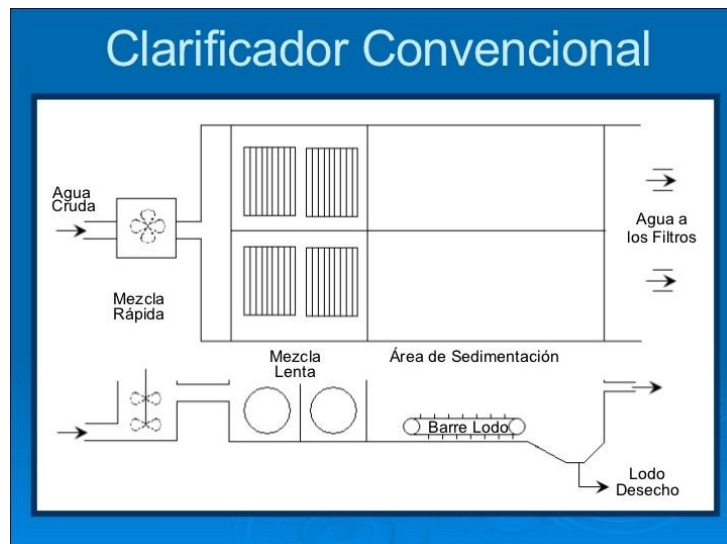 Clarificador Convencional
Agua
Cruda
Agua a
los Filtros
Mezcla
Rápida
Mezcla
Lenta
Área de Sedimentación
Barre Lodo
Lodo
Desecho